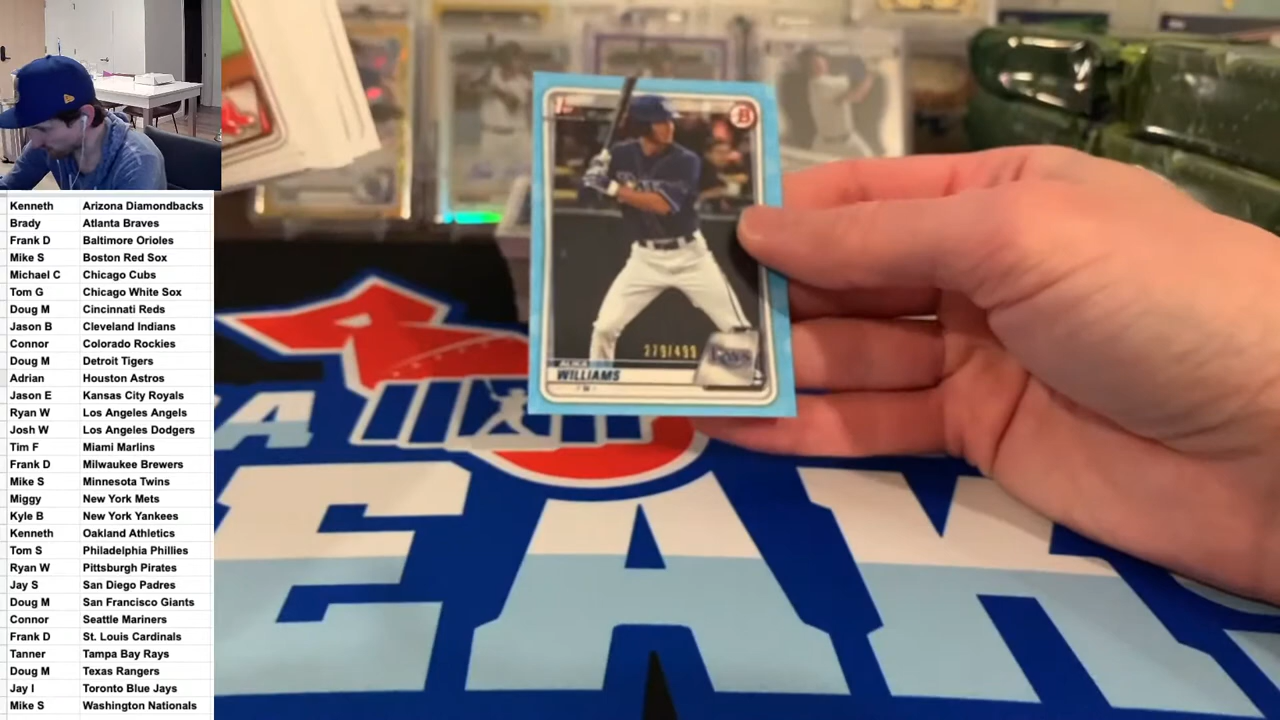 Kenneth Arizona Diamondbacks
Brady Atlanta Braves
Frank D Baltimore Orioles
Mike S Boston Red Sox
Michael C Chicago Cubs
Tom G Chicago White Sox
Doug M Cincinnati Reds
Jason B Cleveland Indians
Connor Colorado Rockies
Doug M Detroit Tigers
Adrian Houston Astros
Jason E Kansas City Royals
Ryan W Los Angeles Angels
Josh W Los Angeles Dodgers
Tim F Miami Marlins
Frank D Milwaukee Brewers
Mike S Minnesota Twins
Miggy New York Mets
Kyle B New York Yankees
Kenneth Oakland Athletics
Tom S Philadelphia Phillies
Ryan W Pittsburgh Pirates
Jay S San Diego Padres
Doug M San Francisco Giants
Connor Seattle Mariners
Frank D St. Louis Cardinals
Tanner Tampa Bay Rays
Doug M Texas Rangers
Jay I Toronto Blue Jays
Mike S Washington Nationals
B
WILLIAMS
EAK